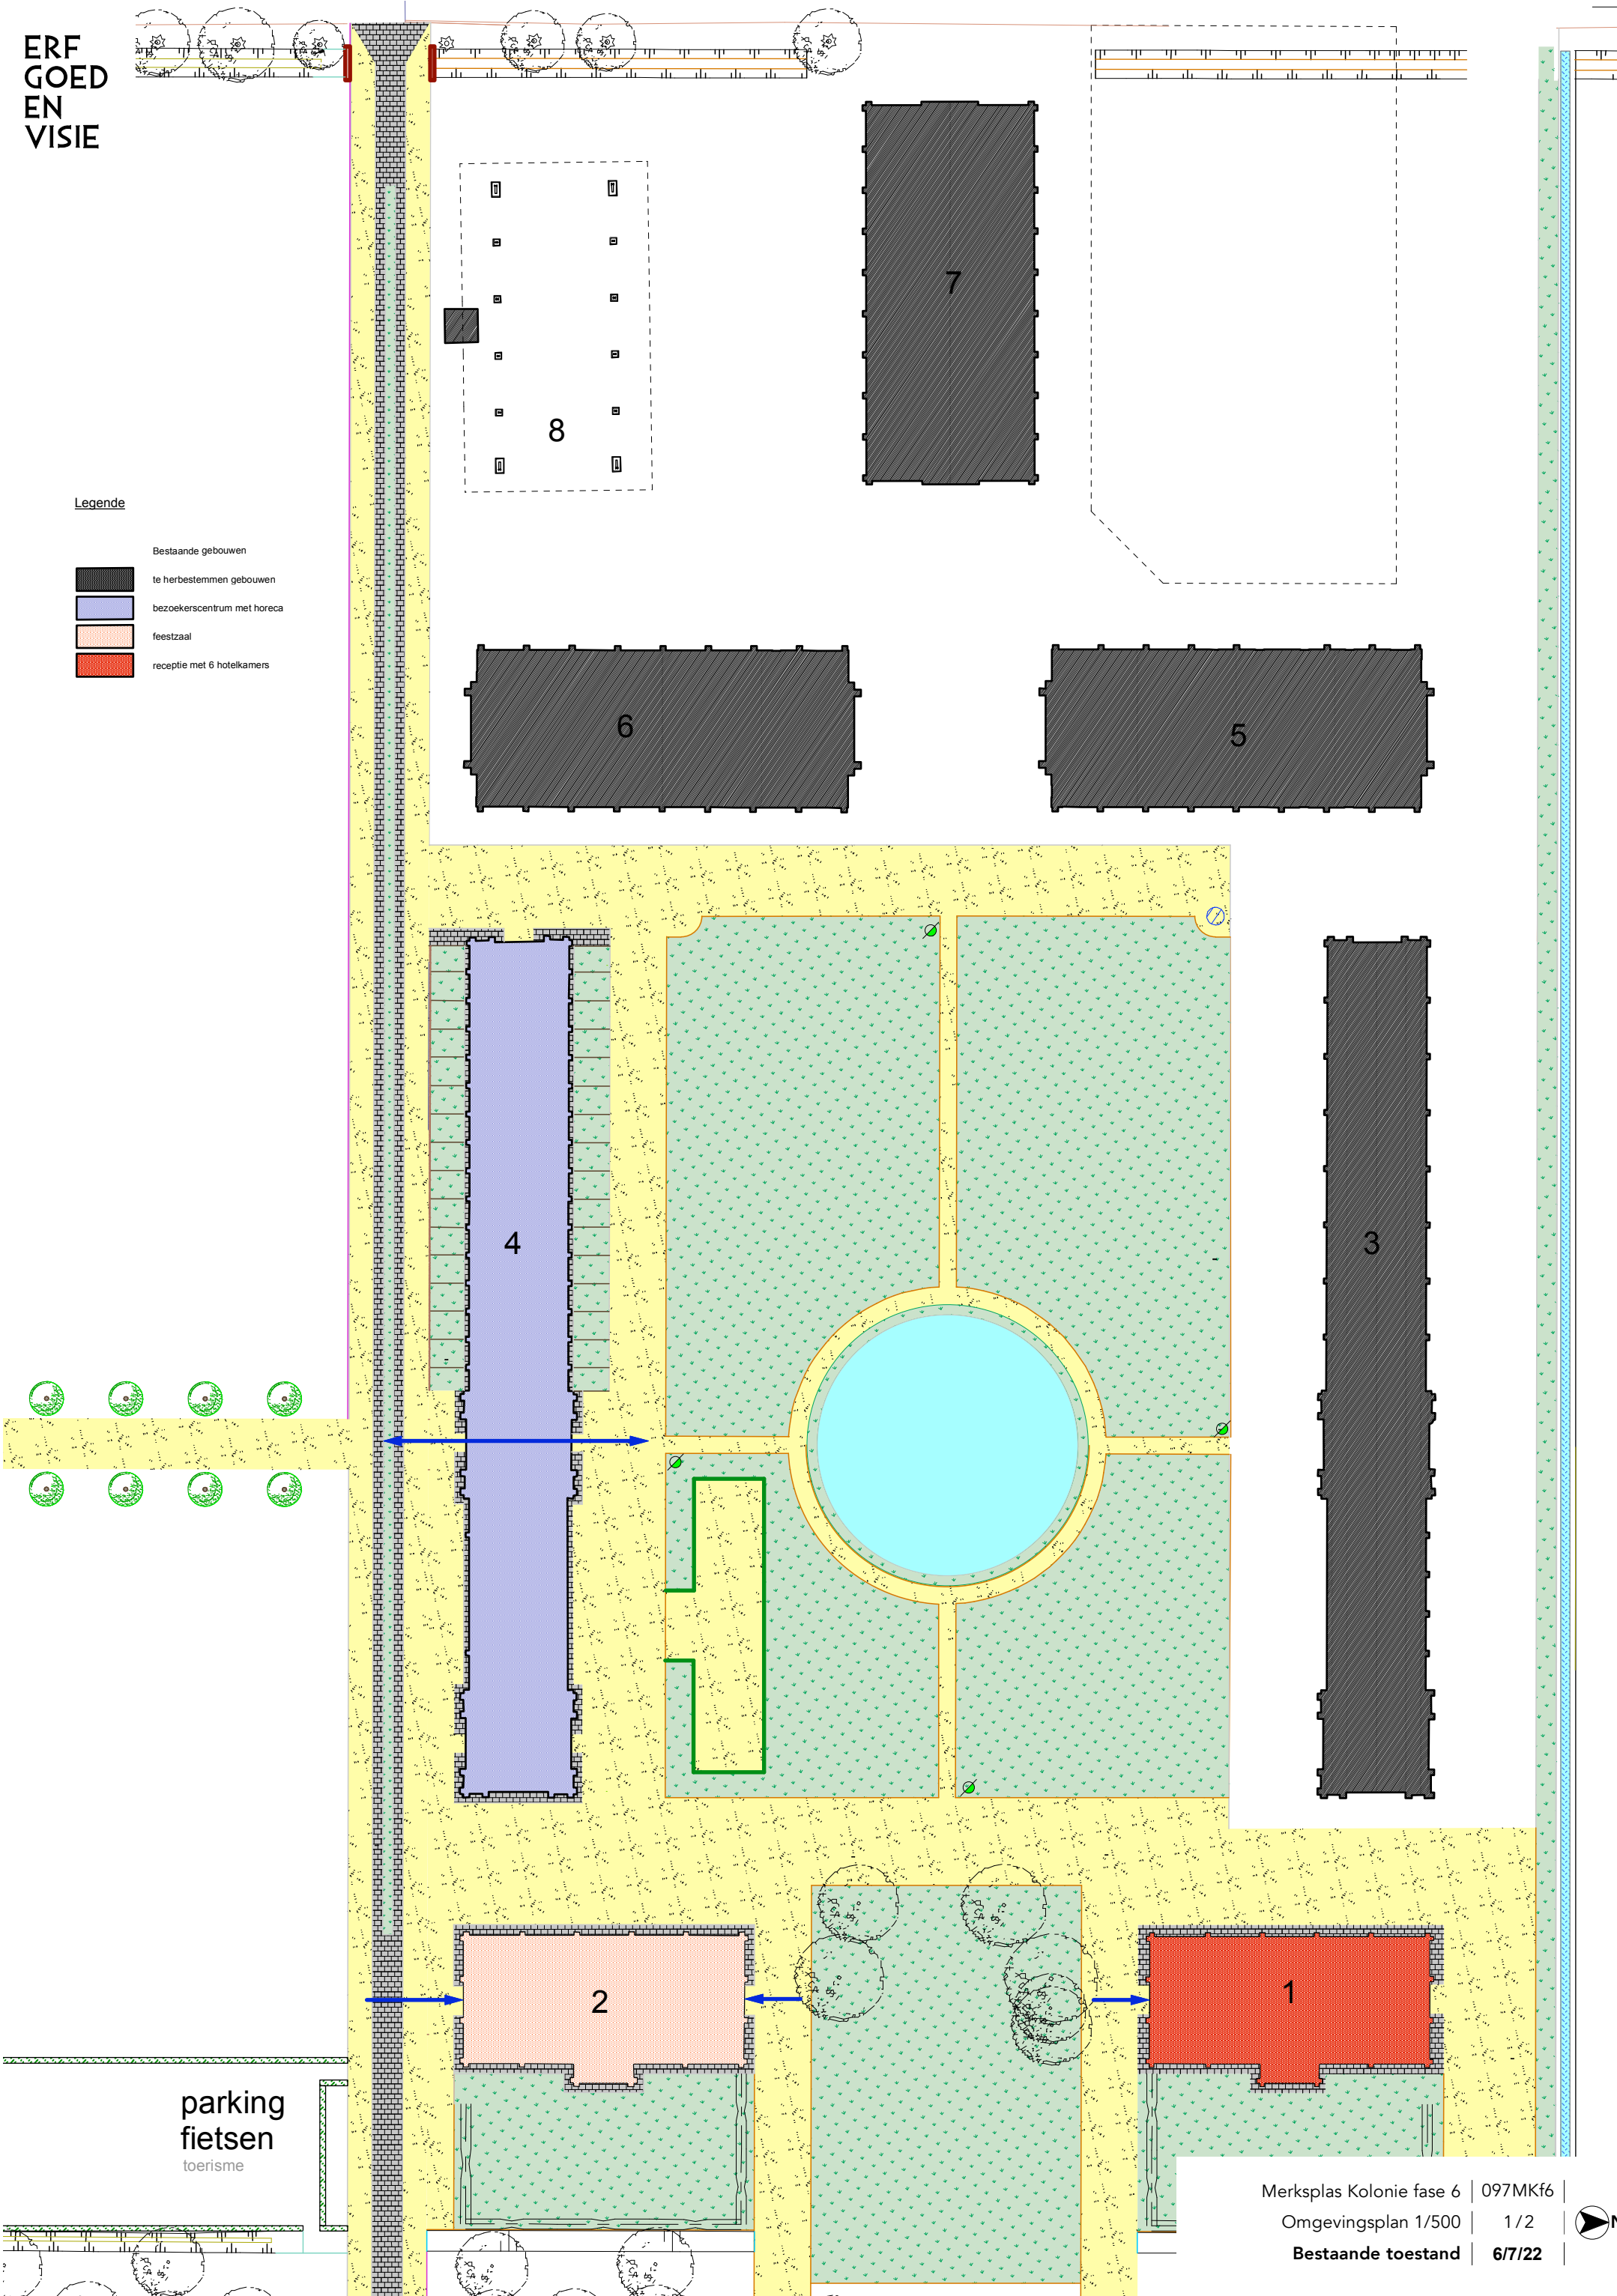 ERF
GOED
EN
VISIE
7
8
Legende
Bestaande gebouwen
te herbestemmen gebouwen
bezoekerscentrum met horeca
feestzaal
receptie met 6 hotelkamers
6
5
4
3
2
1
parking
fietsen
toerisme
Merksplas Kolonie fase 6 | 097MKf6 |
Omgevingsplan 1/500 | 1/2 |
Bestaande toestand | 6/7/22 |
N